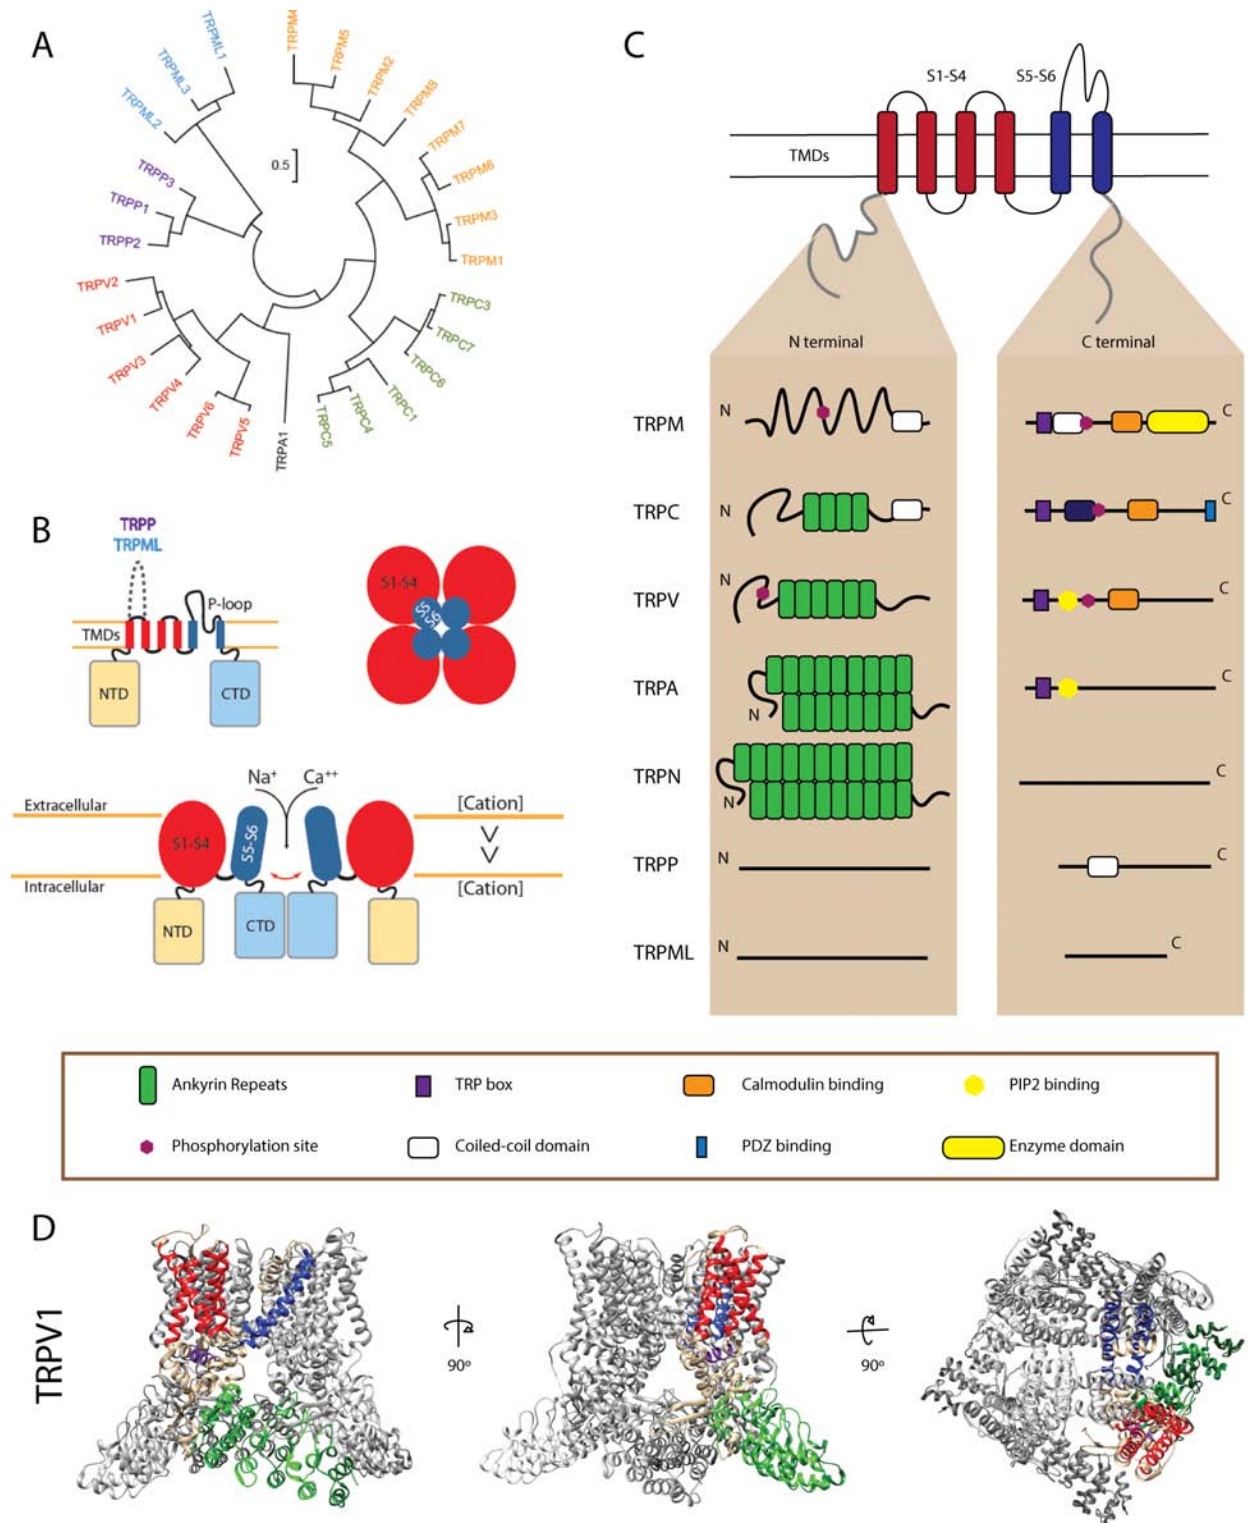 A
TRPML1
TRPML3
TRPML2
TRPP3
TRPP1
TRPP2
TRPV2
TRPV1
TRPV3
TRPV4
TRPV6
TRPV5
TRPA1
TRPC5
TRPC4
TRPC1
TRPC6
TRPC7
TRPC3
TRPM1
TRPM3
TRPM6
TRPM7
TRPM8
TRPM2
TRPM5
TRPM4
0.5
B
TRPP
TRPML
P-loop
TMDs
NTD
CTD
S1-S4
S5
S6
Na+ Ca++
Extracellular
[Cation]
S1-S4
S5-S6
Intracellular
[Cation]
NTD
CTD
C
S1-S4
S5-S6
TMDs
N terminal
C terminal
TRPM N C
TRPC N C
TRPV N C
TRPA N C
TRPN N C
TRPP N C
TRPML N C
Ankyrin Repeats TRP box Calmodulin binding PIP2 binding
Phosphorylation site Coiled-coil domain PDZ binding Enzyme domain
D
TRPV1
90°
90°